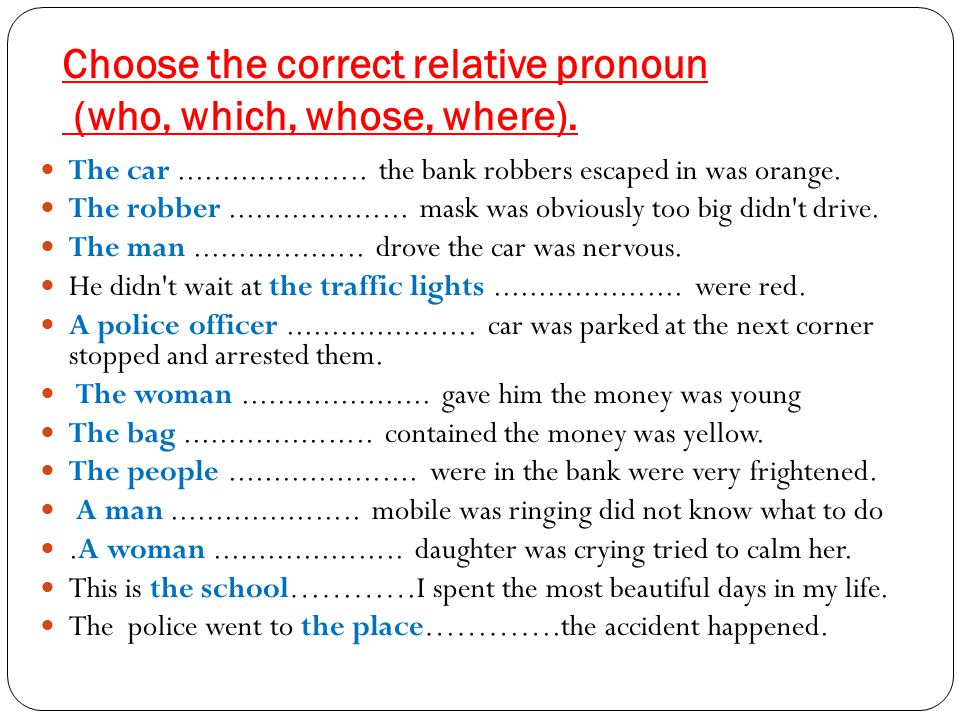 Choose the correct relative pronoun
(who, which, whose, where).
• The car ..................... the bank robbers escaped in was orange.
• The robber .................... mask was obviously too big didn't drive.
• The man ................... drove the car was nervous.
• He didn't wait at the traffic lights ..................... were red.
• A police officer ..................... car was parked at the next corner
stopped and arrested them.
• The woman ..................... gave him the money was young
• The bag ..................... contained the money was yellow.
• The people ..................... were in the bank were very frightened.
• A man ..................... mobile was ringing did not know what to do
• .A woman ..................... daughter was crying tried to calm her.
• This is the school…………I spent the most beautiful days in my life.
• The police went to the place………….the accident happened.